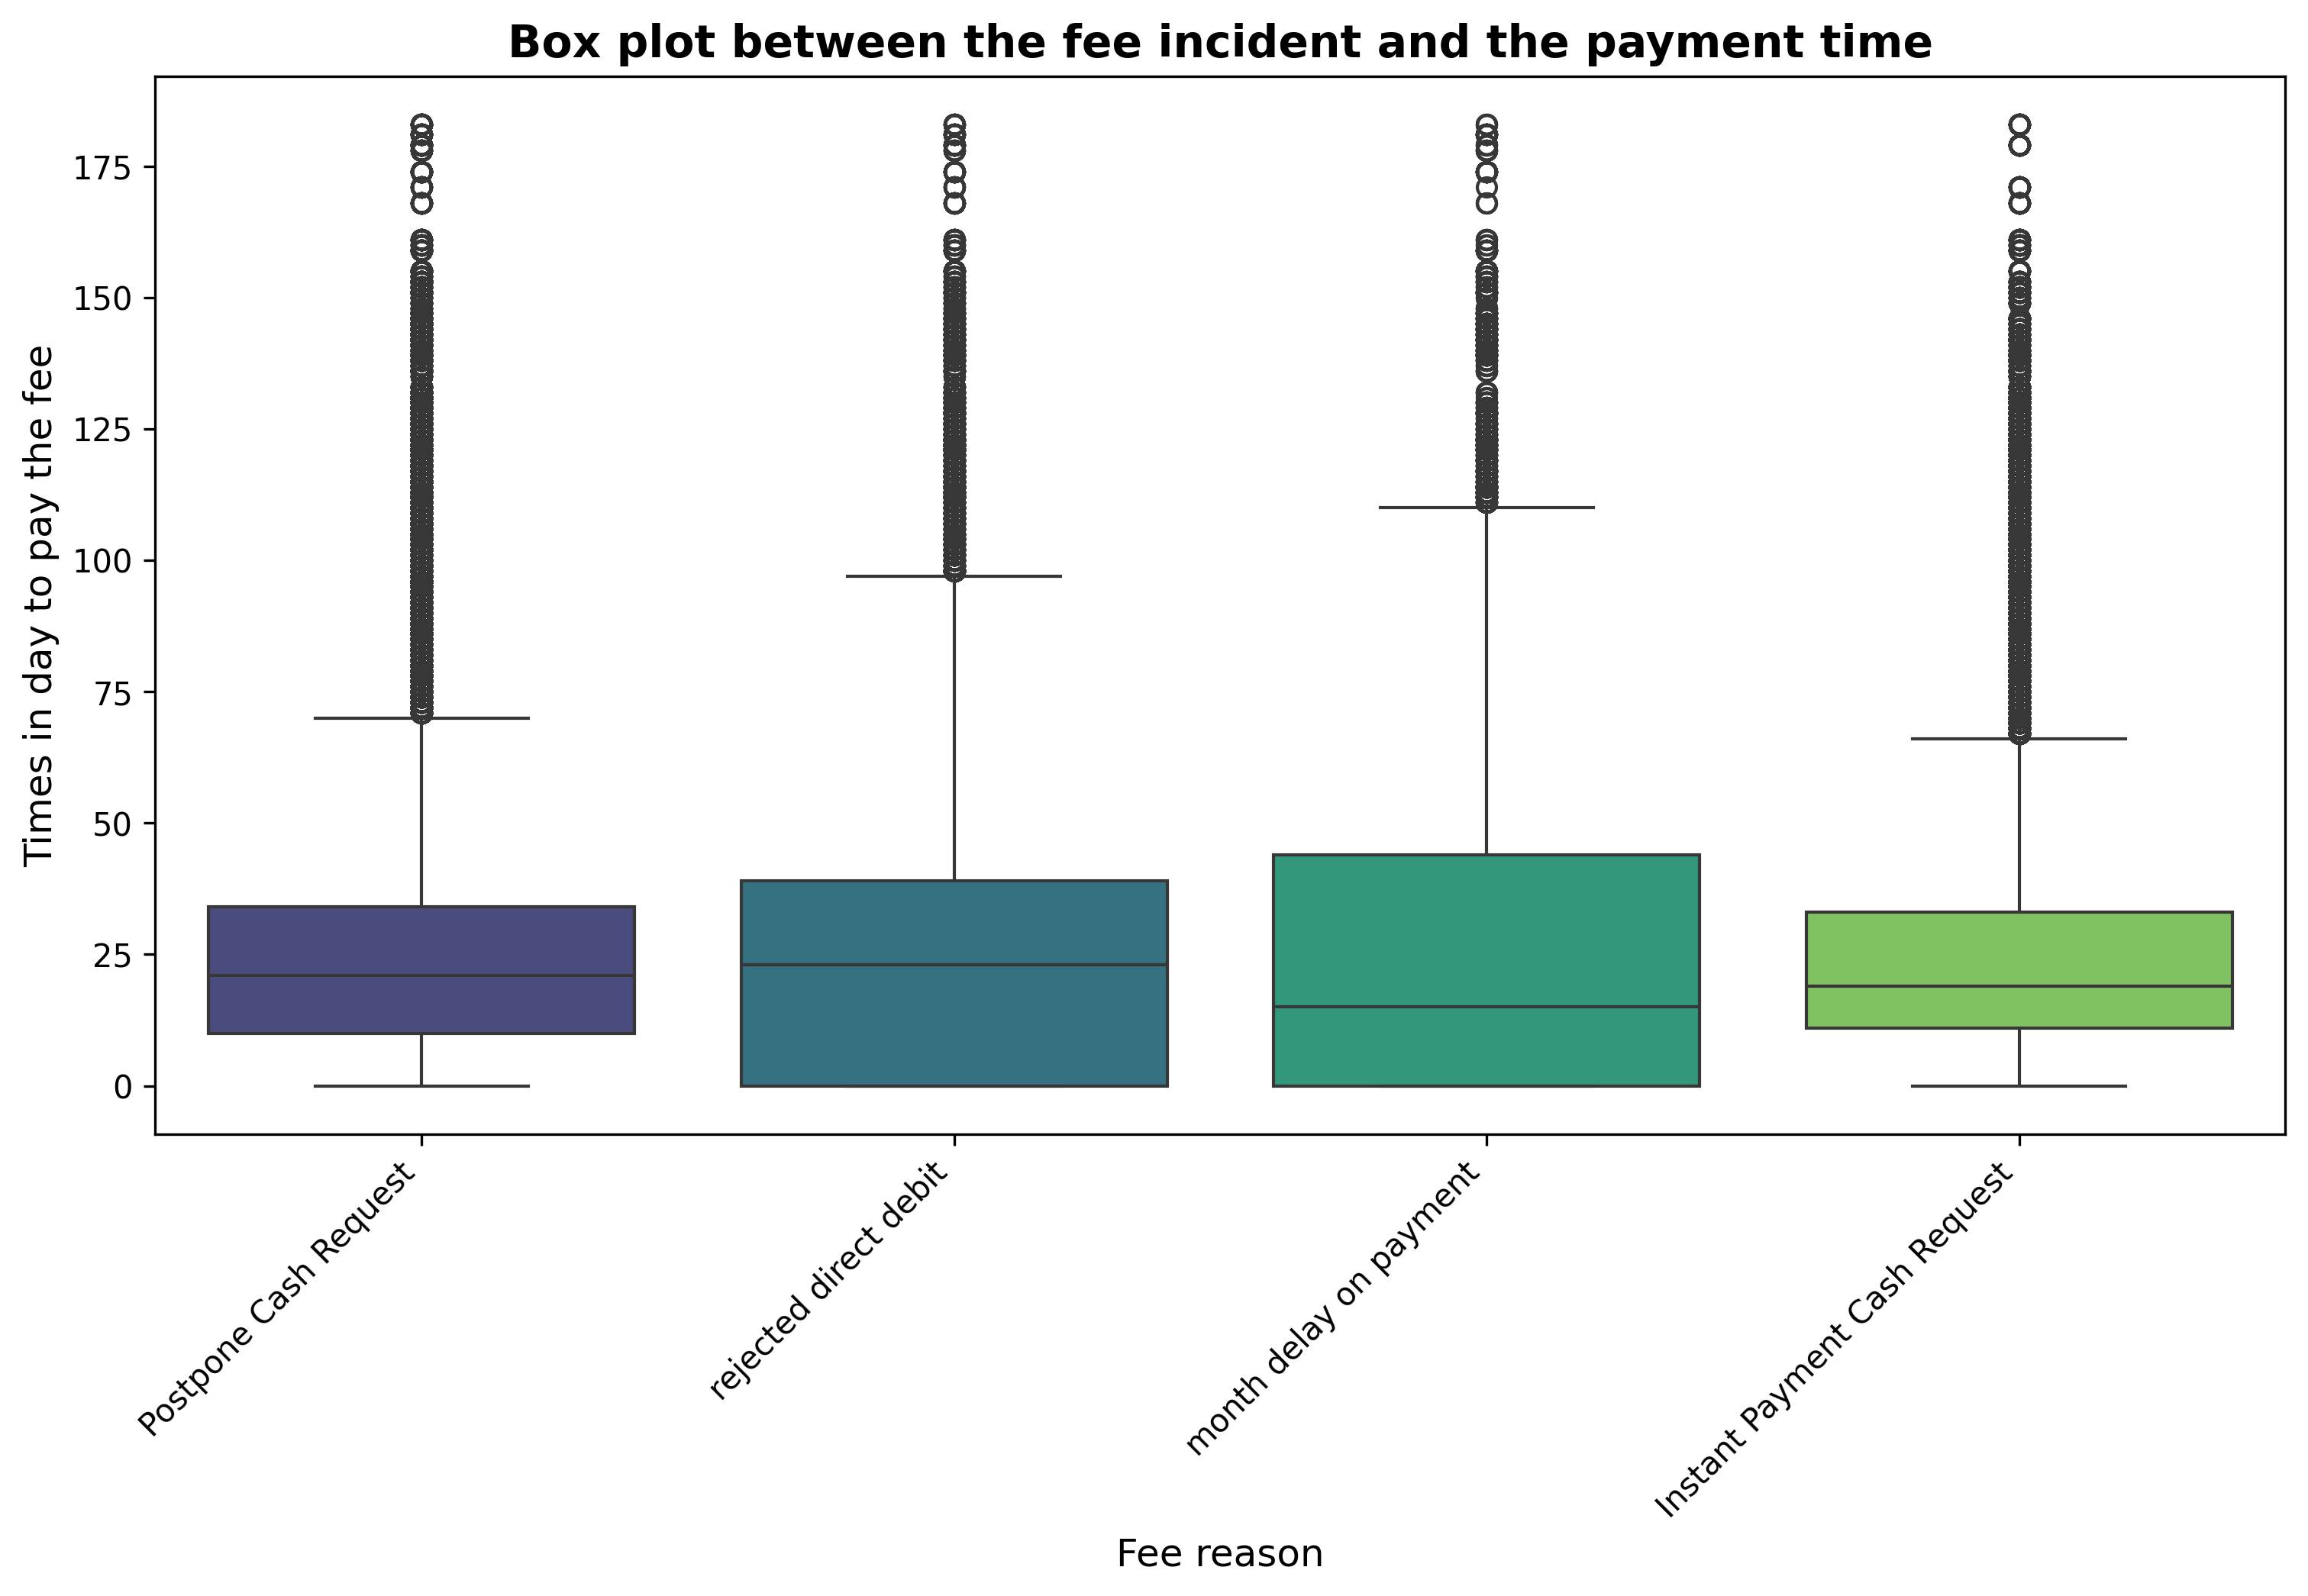 Box plot between the fee incident and the payment time
Times in day to pay the fee
175
150
125
100
75
50
25
0
Postpone Cash Request
rejected direct debit
month delay on payment
Instant Payment Cash Request
Fee reason